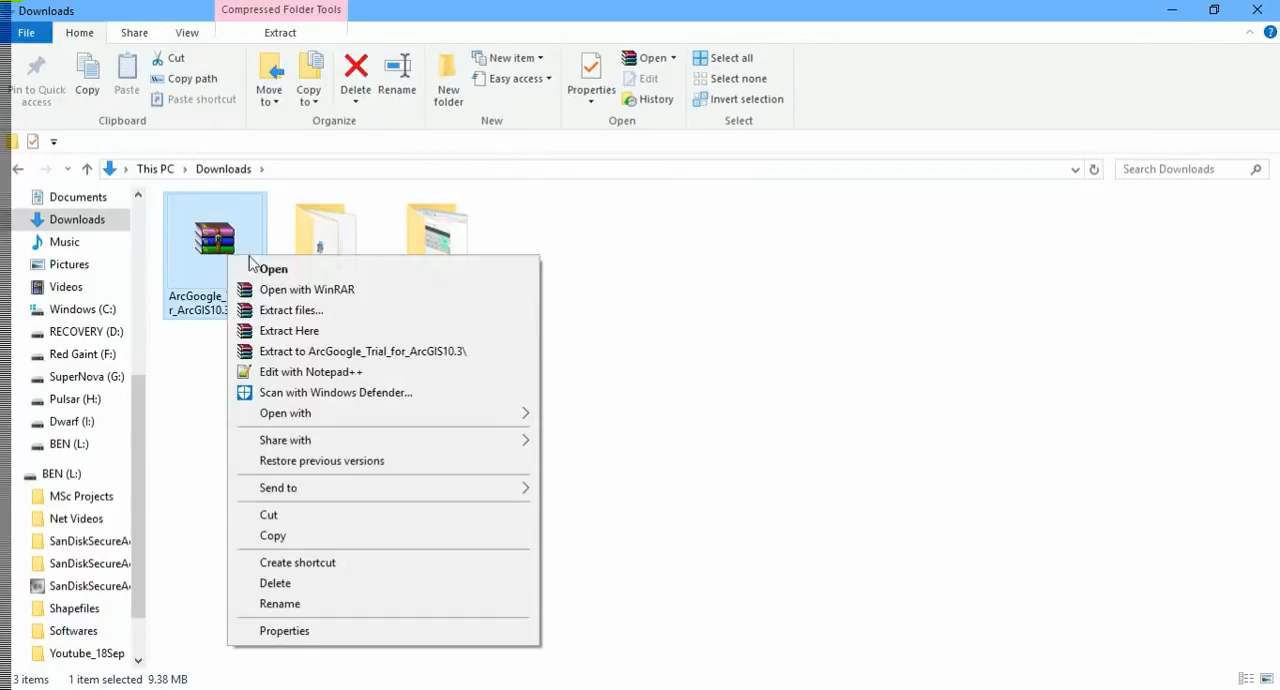 Downloads
Compressed Folder Tools
File
Home
Share
View
Extract
Pin to Quick access
Copy
Paste
Cut
Copy path
Paste shortcut
Clipboard
Move to
Copy to
Delete
Rename
Organize
New folder
New item
Easy access
New
Properties
Open
Edit
History
Open
Select all
Select none
Invert selection
Select
This PC
Downloads
Search Downloads
Documents
Downloads
Music
Pictures
Videos
Windows (C:)
RECOVERY (D:)
Red Gaint (F:)
SuperNova (G:)
Pulsar (H:)
Dwarf (I:)
BEN (L:)
BEN (L:)
MSc Projects
Net Videos
SanDiskSecureA
SanDiskSecureA
SanDiskSecureA
Shapefiles
Softwares
Youtube_18Sep
ArcGoogle_
r_ArcGIS10.3
Open
Open with WinRAR
Extract files...
Extract Here
Extract to ArcGoogle_Trial_for_ArcGIS10.3\
Edit with Notepad++
Scan with Windows Defender...
Open with
Share with
Restore previous versions
Send to
Cut
Copy
Create shortcut
Delete
Rename
Properties
3 items
1 item selected 9.38 MB